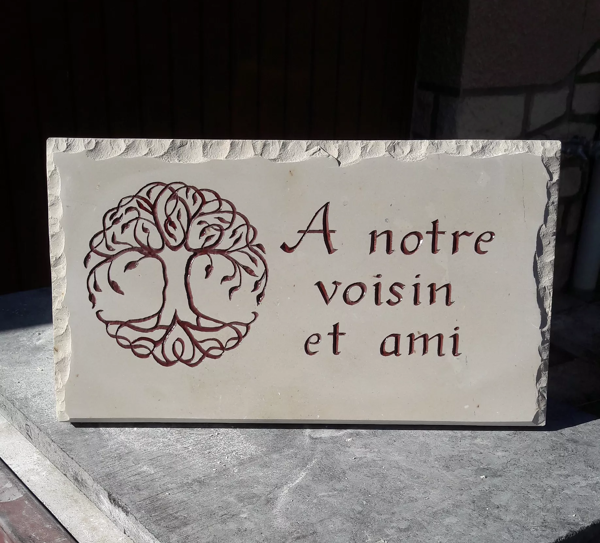 A notre
voisin
et ami